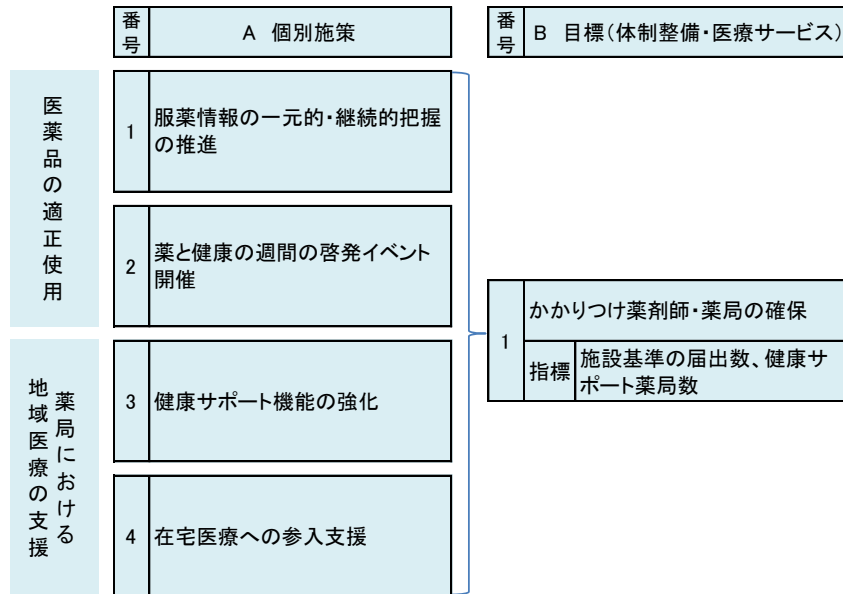 番号
A 個別施策
番号
B 目標(体制整備・医療サービス)
医薬品の適正使用
1
服薬情報の一元的・継続的把握
の推進
2
薬と健康の週間の啓発イベント
開催
1
かかりつけ薬剤師・薬局の確保
指標
施設基準の届出数、健康サ
ポート薬局数
薬局における
地域医療の支援
3
健康サポート機能の強化
4
在宅医療への参入支援